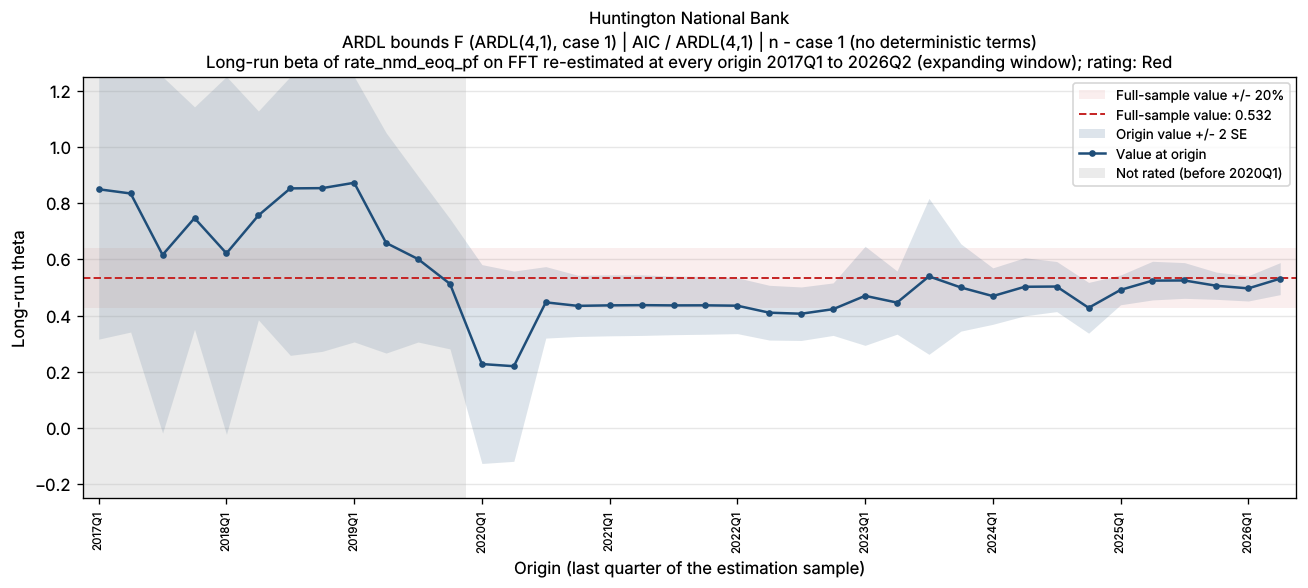 Huntington National Bank
ARDL bounds F (ARDL(4,1), case 1) | AIC / ARDL(4,1) | n - case 1 (no deterministic terms)
Long-run beta of rate_nmd_eoq_pf on FFT re-estimated at every origin 2017Q1 to 2026Q2 (expanding window); rating: Red
Full-sample value +/- 20%
Full-sample value: 0.532
Origin value +/- 2 SE
Value at origin
Not rated (before 2020Q1)
Long-run theta
1.2
1.0
0.8
0.6
0.4
0.2
0.0
−0.2
2017Q1
2018Q1
2019Q1
2020Q1
2021Q1
2022Q1
2023Q1
2024Q1
2025Q1
2026Q1
Origin (last quarter of the estimation sample)